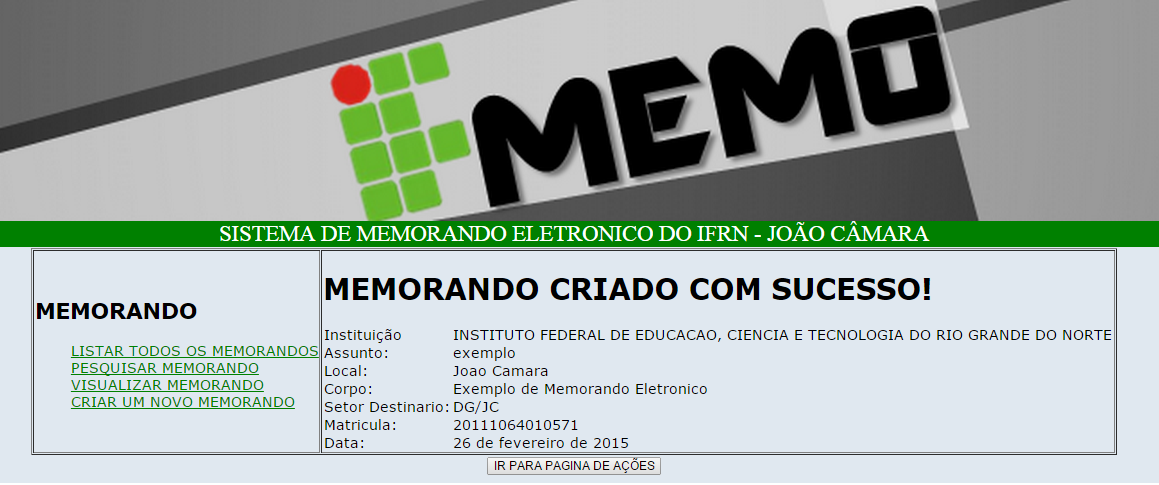 MEMO
SISTEMA DE MEMORANDO ELETRONICO DO IFRN - JOÃO CÂMARA
MEMORANDO
LISTAR TODOS OS MEMORANDOS
PESQUISAR MEMORANDO
VISUALIZAR MEMORANDO
CRIAR UM NOVO MEMORANDO
MEMORANDO CRIADO COM SUCESSO!
Instituição INSTITUTO FEDERAL DE EDUCACAO, CIENCIA E TECNOLOGIA DO RIO GRANDE DO NORTE
Assunto: exemplo
Local: Joao Camara
Corpo: Exemplo de Memorando Eletronico
Setor Destinario: DG/JC
Matricula: 20111064010571
Data: 26 de fevereiro de 2015
IR PARA PAGINA DE AÇÕES